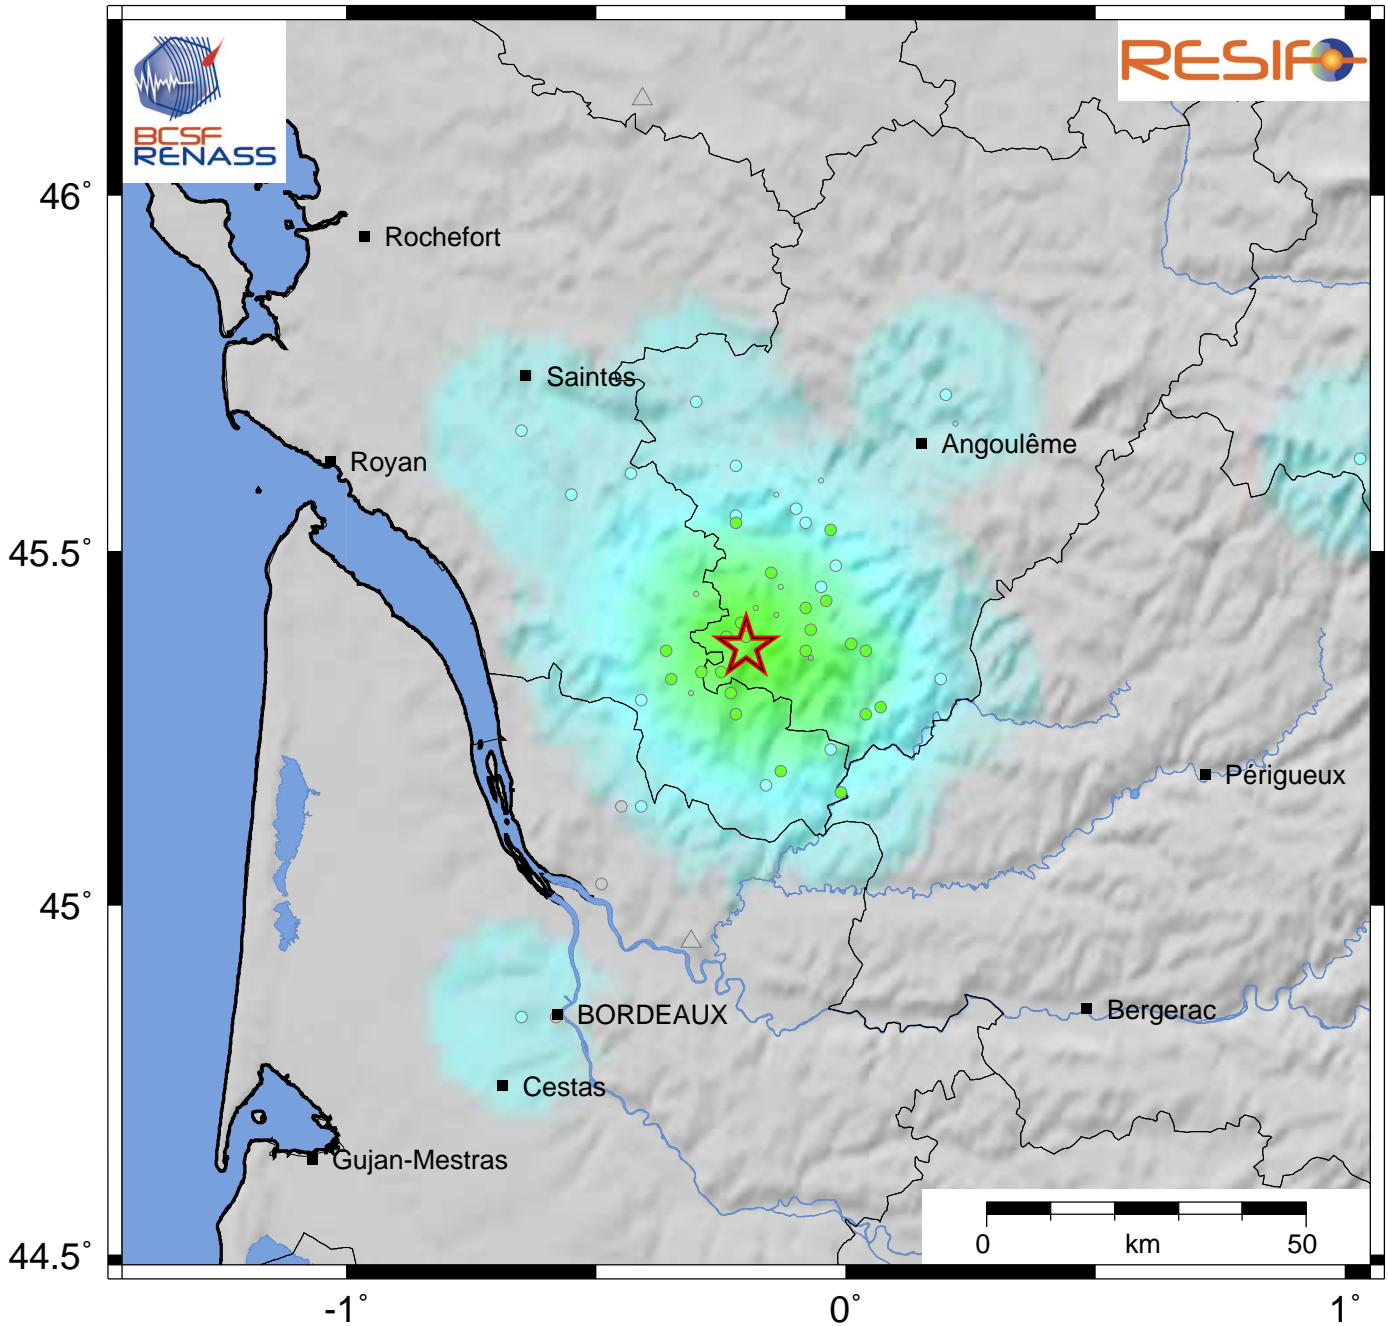 BCSF
RENASS
RESIF
46°
Rochefort
Saintes
Angoulême
Royan
45.5°
Périgueux
45°
BORDEAUX
Bergerac
Cestas
Gujan-Mestras
0 km 50
44.5°
-1° 0° 1°